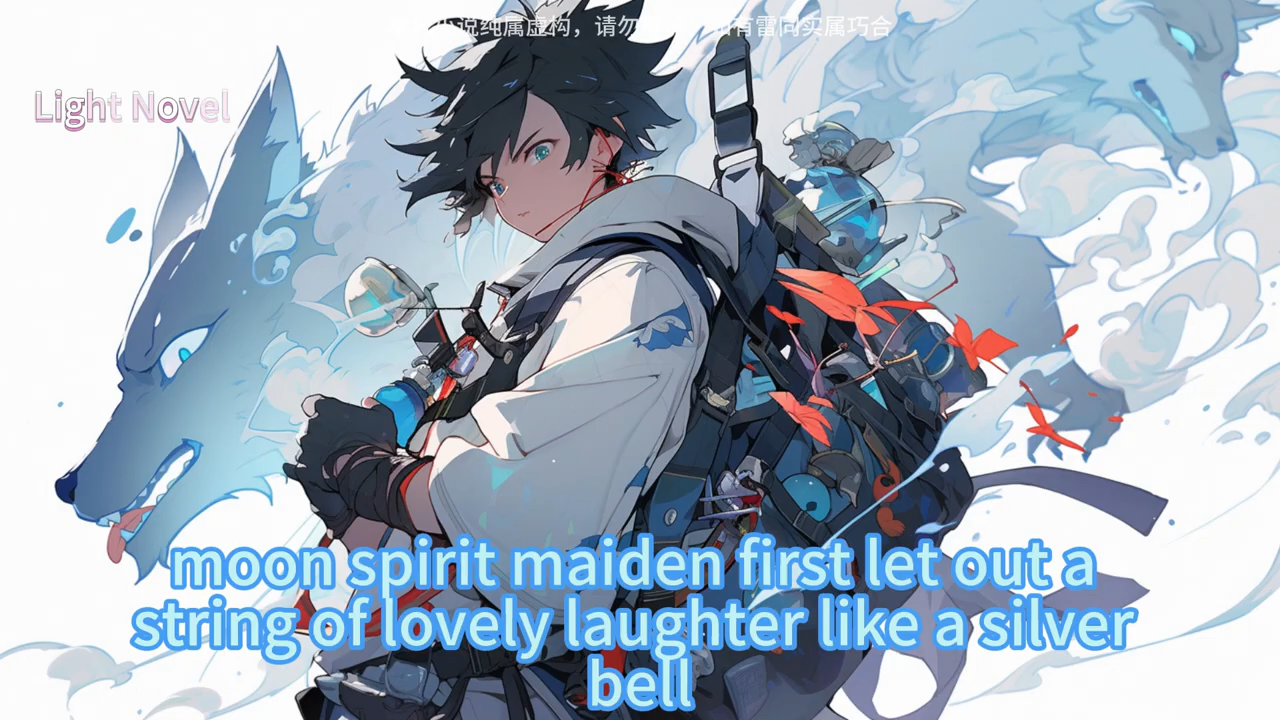 说纯属虚构，请勿
有雷同实属巧合
Light Novel
moon spirit maiden first let out a
string of lovely laughter like a silver
bell